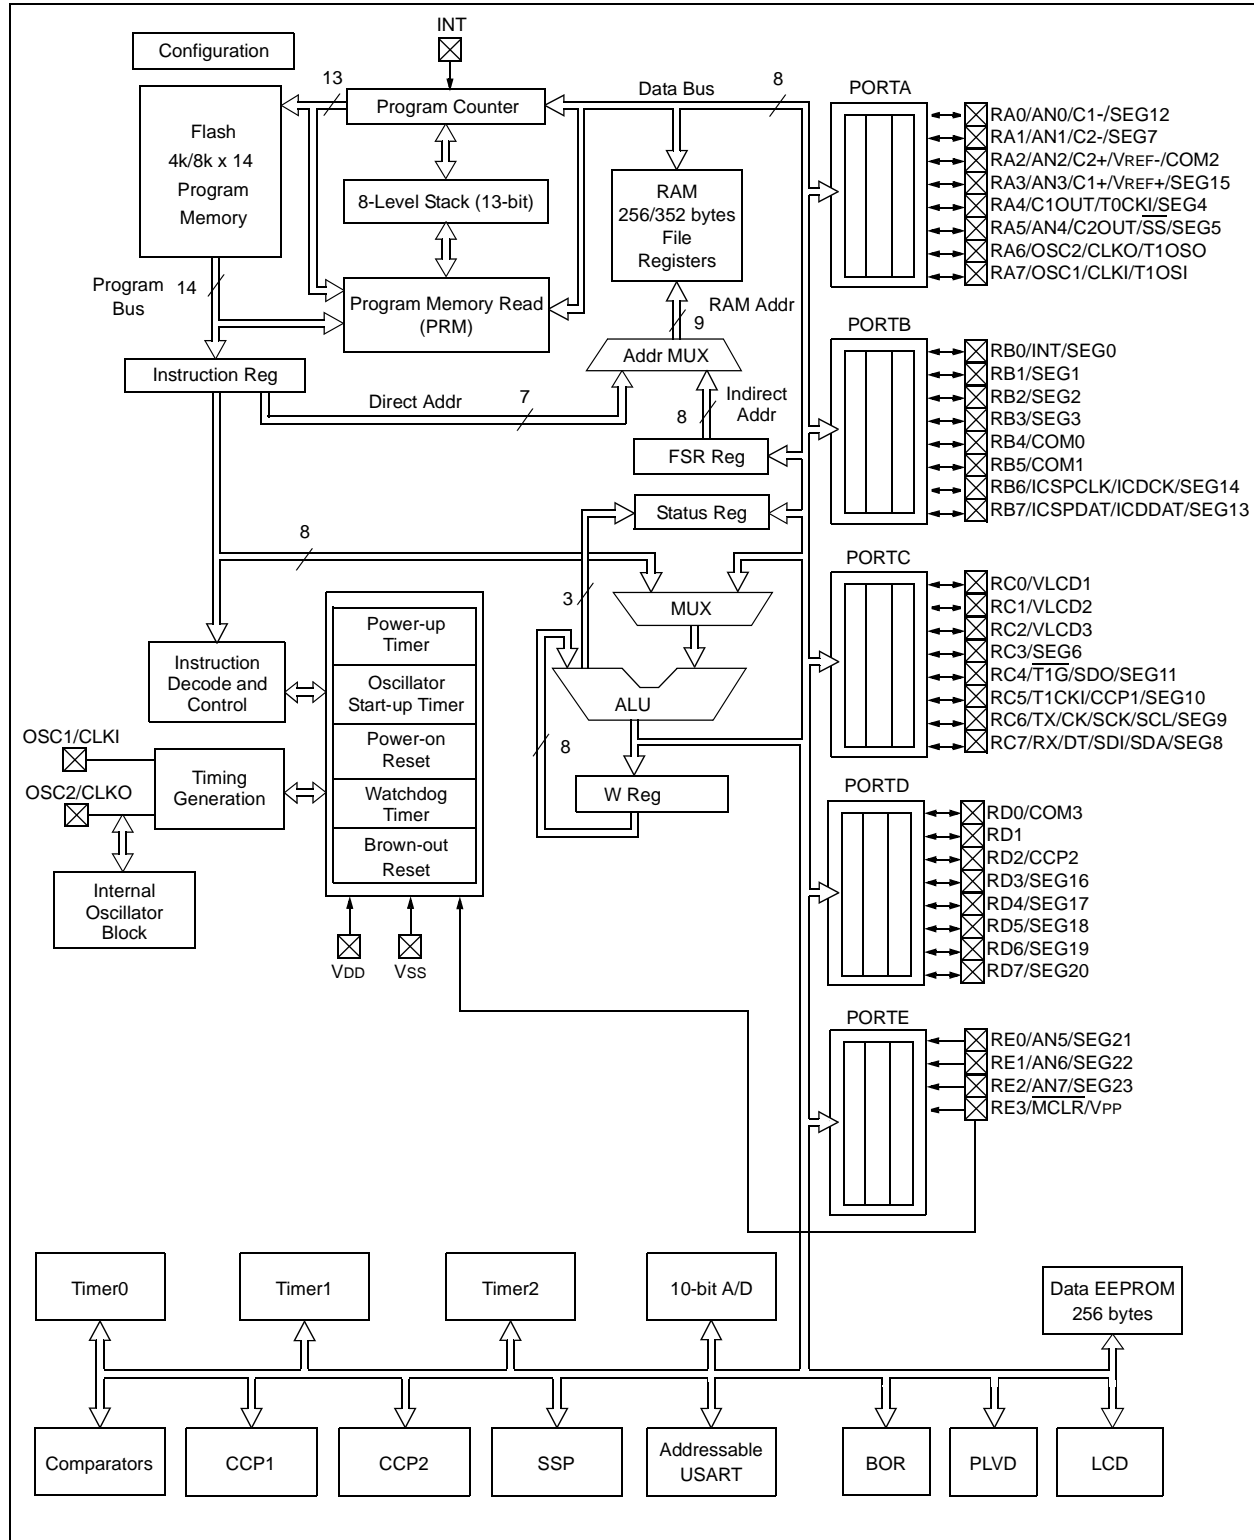 INT
Configuration
13
Program Counter
Data Bus
8
PORTA
Flash
4k/8k x 14
Program
Memory
8-Level Stack (13-bit)
RAM
256/352 bytes
File
Registers
RA0/AN0/C1-/SEG12
RA1/AN1/C2-/SEG7
RA2/AN2/C2+/VREF-/COM2
RA3/AN3/C1+/VREF+/SEG15
RA4/C1OUT/T0CKI/SEG4
RA5/AN4/C2OUT/SS/SEG5
RA6/OSC2/CLKO/T1OSO
RA7/OSC1/CLKI/T1OSI
Program
Bus
14
Program Memory Read
(PRM)
RAM Addr
9
PORTB
Addr MUX
Instruction Reg
Direct Addr
7
Indirect
Addr
8
FSR Reg
RB0/INT/SEG0
RB1/SEG1
RB2/SEG2
RB3/SEG3
RB4/COM0
RB5/COM1
RB6/ICSPCLK/ICDCK/SEG14
RB7/ICSPDAT/ICDDAT/SEG13
Status Reg
8
PORTC
3
MUX
Power-up
Timer
Oscillator
Start-up Timer
Power-on
Reset
Watchdog
Timer
Brown-out
Reset
Instruction
Decode and
Control
ALU
8
W Reg
RC0/VLCD1
RC1/VLCD2
RC2/VLCD3
RC3/SEG6
RC4/T1G/SDO/SEG11
RC5/T1CKI/CCP1/SEG10
RC6/TX/CK/SCK/SCL/SEG9
RC7/RX/DT/SDI/SDA/SEG8
OSC1/CLKI
OSC2/CLKO
Timing
Generation
Internal
Oscillator
Block
VDD
VSS
PORTD
RD0/COM3
RD1
RD2/CCP2
RD3/SEG16
RD4/SEG17
RD5/SEG18
RD6/SEG19
RD7/SEG20
PORTE
RE0/AN5/SEG21
RE1/AN6/SEG22
RE2/AN7/SEG23
RE3/MCLR/VPP
Timer0
Timer1
Timer2
10-bit A/D
Data EEPROM
256 bytes
Comparators
CCP1
CCP2
SSP
Addressable
USART
BOR
PLVD
LCD